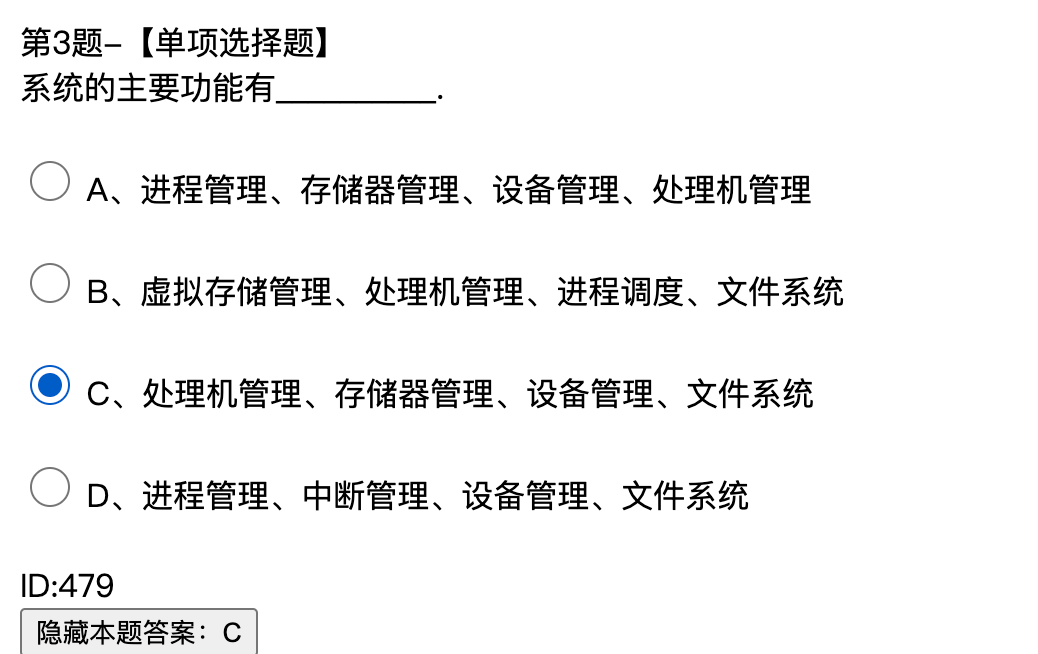 第3题–【单项选择题】
系统的主要功能有__________.
A、进程管理、存储器管理、设备管理、处理机管理
B、虚拟存储管理、处理机管理、进程调度、文件系统
C、处理机管理、存储器管理、设备管理、文件系统
D、进程管理、中断管理、设备管理、文件系统
ID:479
隐藏本题答案：C